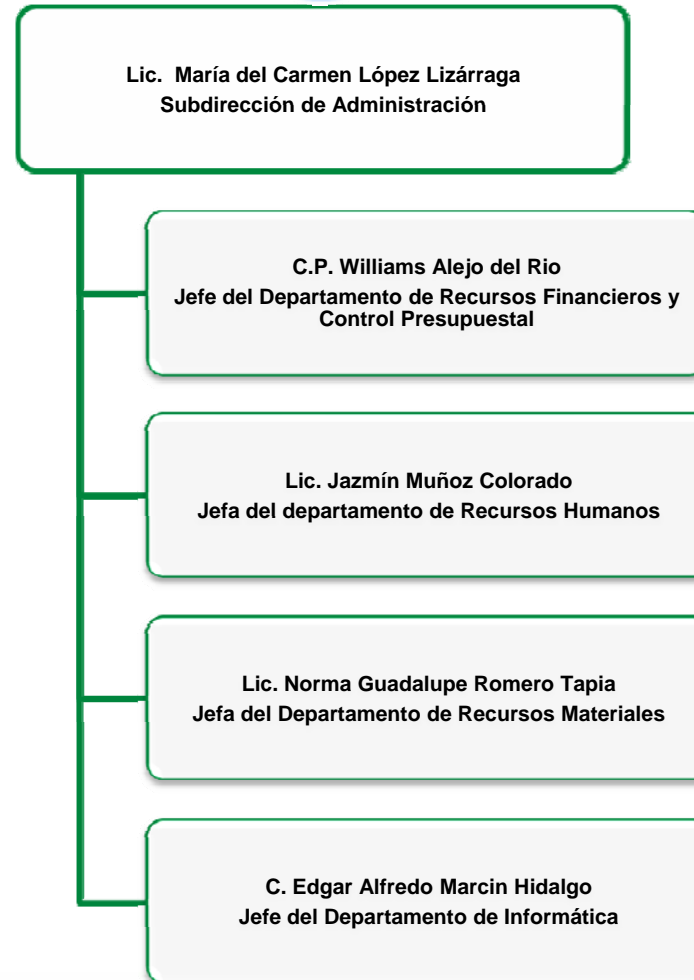 Lic. María del Carmen López Lizárraga
Subdirección de Administración
C.P. Williams Alejo del Rio
Jefe del Departamento de Recursos Financieros y
Control Presupuestal
Lic. Jazmín Muñoz Colorado
Jefa del departamento de Recursos Humanos
Lic. Norma Guadalupe Romero Tapia
Jefa del Departamento de Recursos Materiales
C. Edgar Alfredo Marcin Hidalgo
Jefe del Departamento de Informática